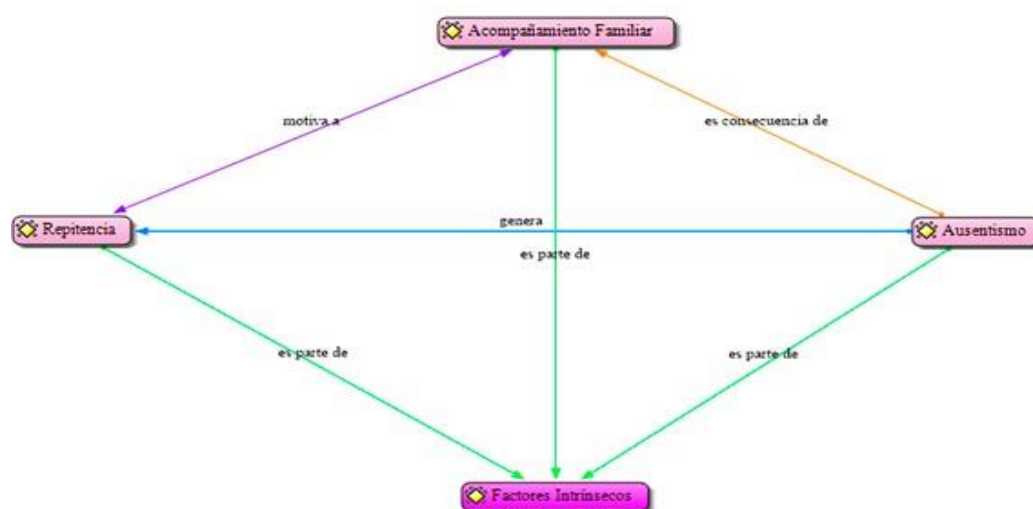 Acompañamiento Familiar
motiva a
es consecuencia de
Repitencia
genera
Ausentismo
es parte de
es parte de
es parte de
Factores Intrínsecos